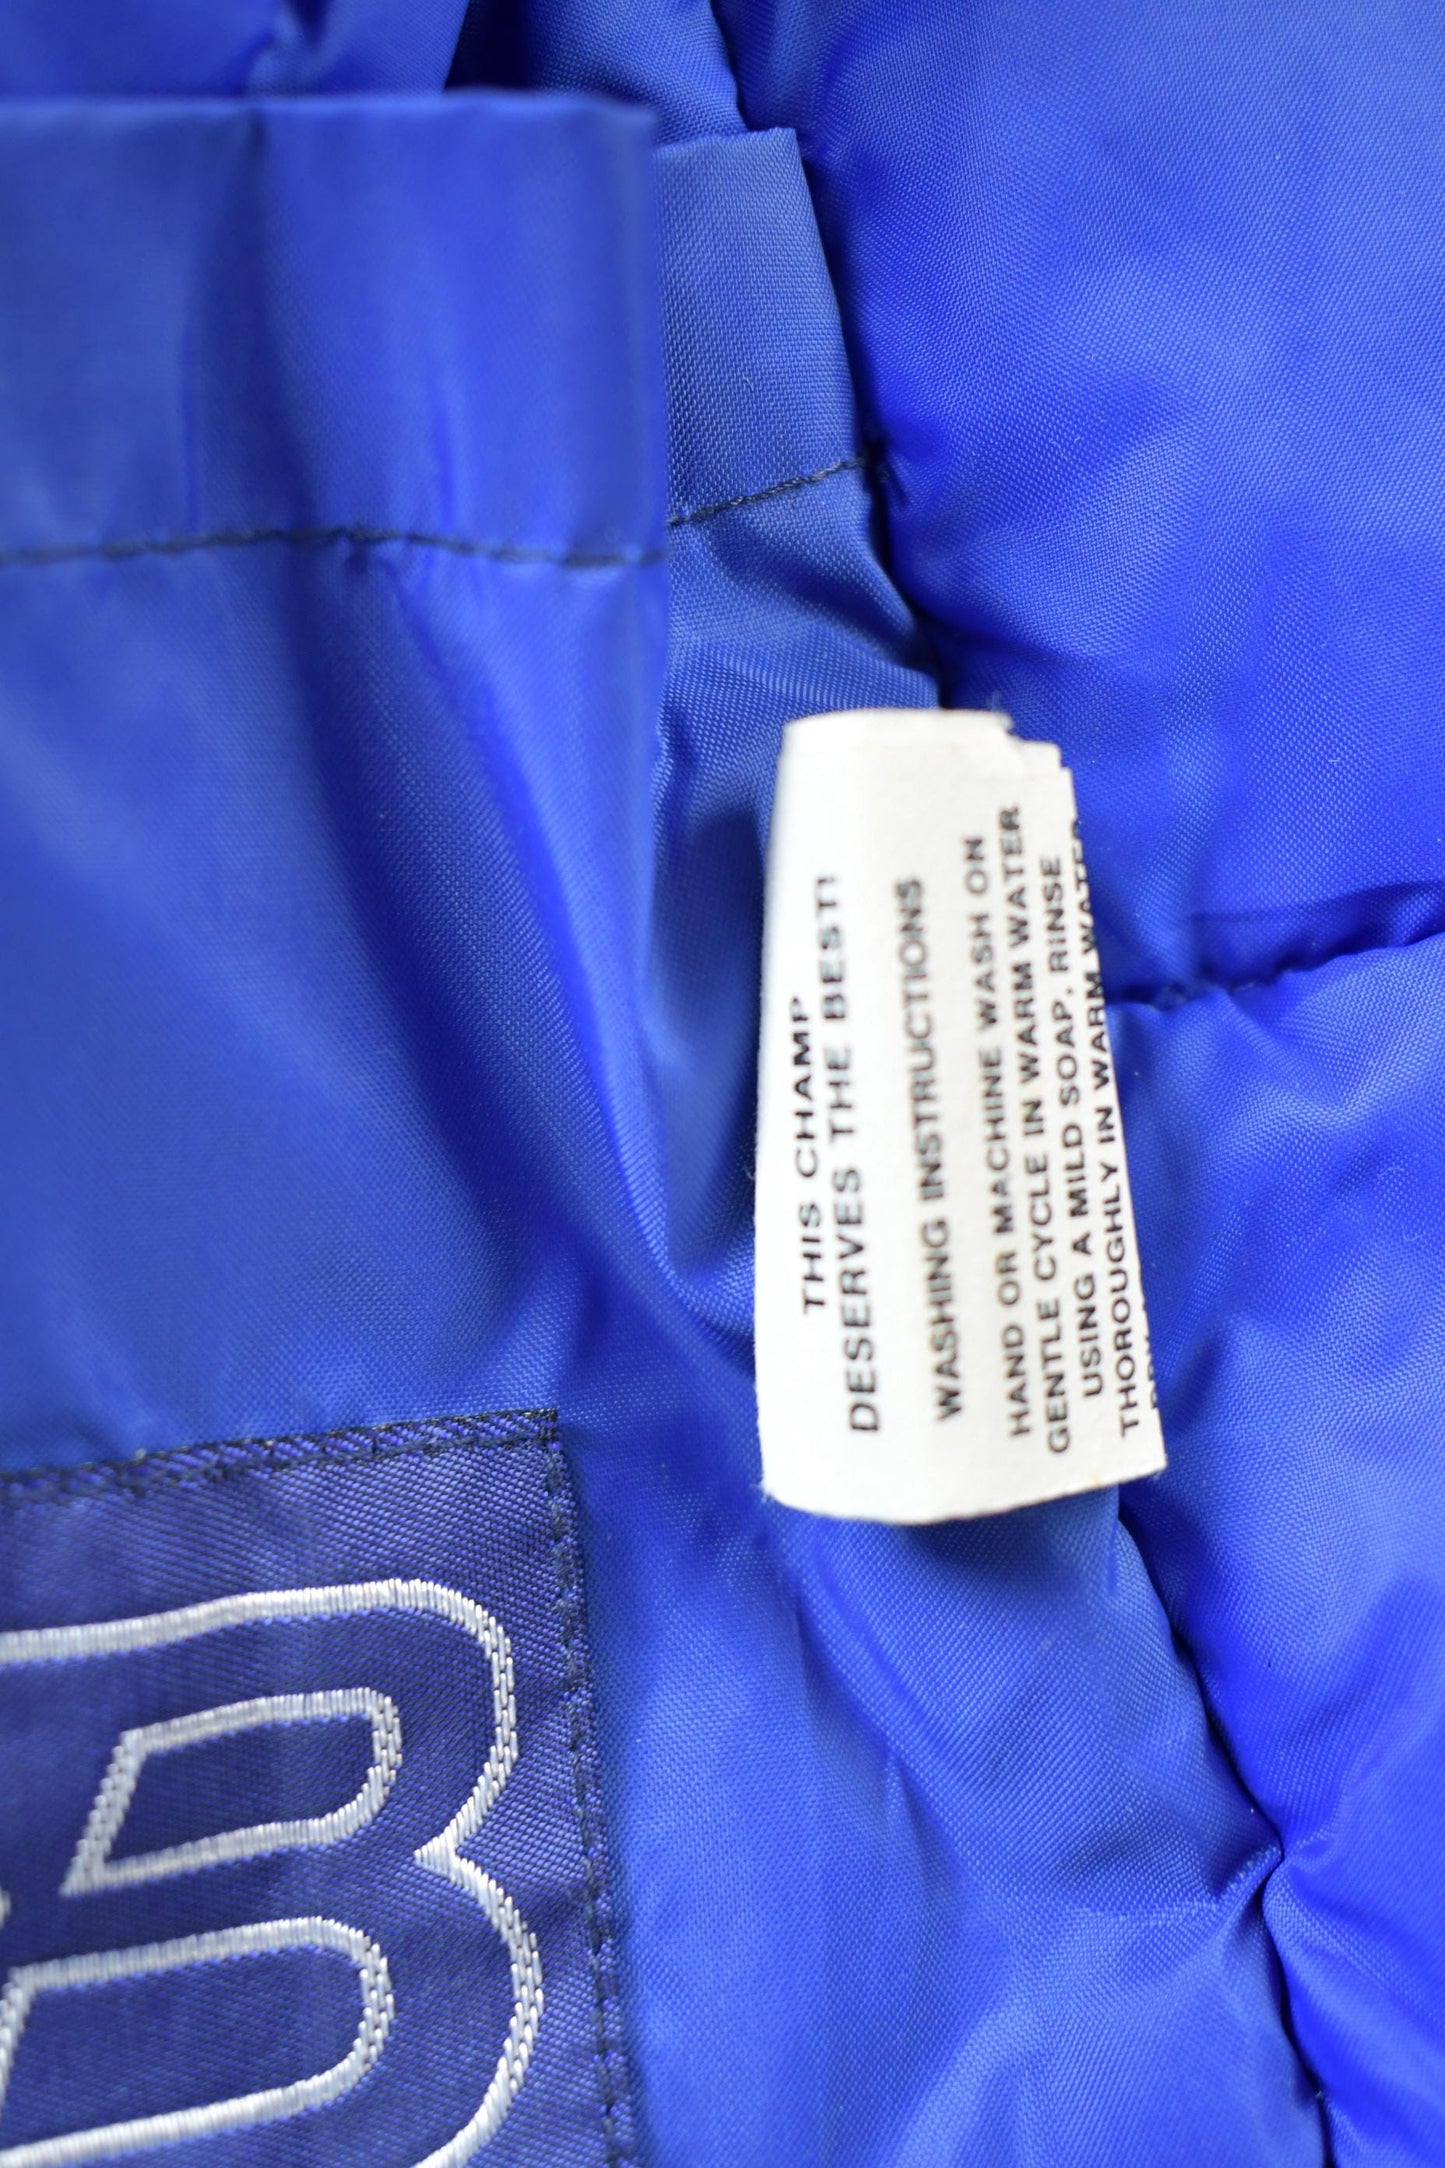 THIS CHAMP
DESERVES THE BEST!
WASHING INSTRUCTIONS
HAND OR MACHINE WASH ON
GENTLE CYCLE IN WARM WATER
USING A MILD SOAP. RINSE
THOROUGHLY IN WARM WATER
B